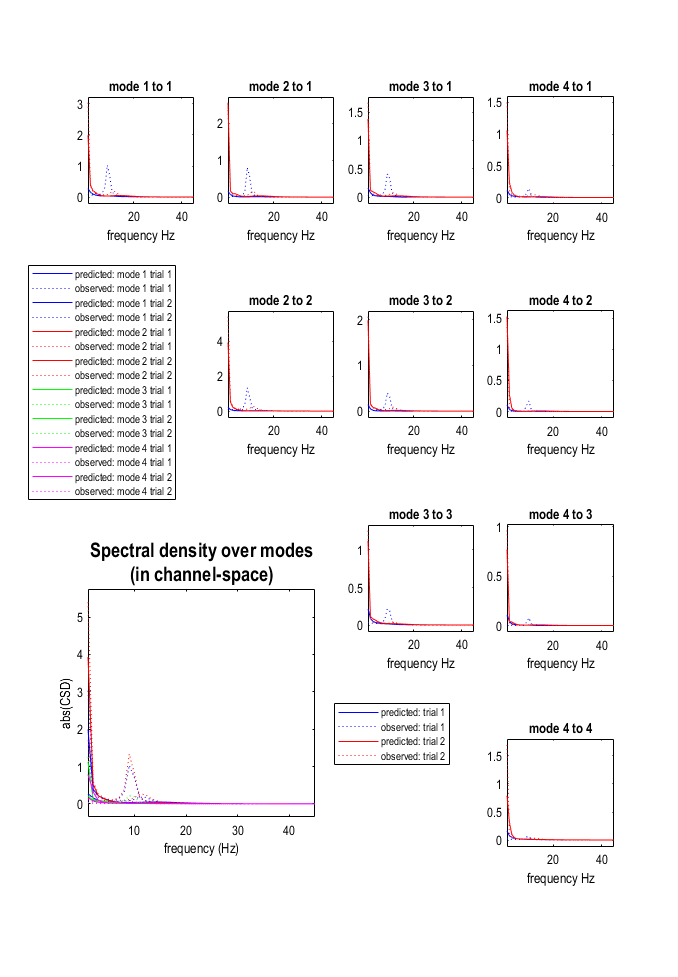 mode 1 to 1
mode 2 to 1
mode 3 to 1
mode 4 to 1
3
2
1
0
20
40
frequency Hz
2
1
0
20
40
frequency Hz
1.5
1
0.5
0
20
40
frequency Hz
1.5
1
0.5
0
20
40
frequency Hz
predicted: mode 1 trial 1
observed: mode 1 trial 1
predicted: mode 1 trial 2
observed: mode 1 trial 2
predicted: mode 2 trial 1
observed: mode 2 trial 1
predicted: mode 2 trial 2
observed: mode 2 trial 2
predicted: mode 3 trial 1
observed: mode 3 trial 1
predicted: mode 3 trial 2
observed: mode 3 trial 2
predicted: mode 4 trial 1
observed: mode 4 trial 1
predicted: mode 4 trial 2
observed: mode 4 trial 2
mode 2 to 2
mode 3 to 2
mode 4 to 2
4
2
0
20
40
frequency Hz
2
1
0
20
40
frequency Hz
1.5
1
0.5
0
20
40
frequency Hz
mode 3 to 3
mode 4 to 3
1
0.5
0
20
40
frequency Hz
1
0.5
0
20
40
frequency Hz
Spectral density over modes
(in channel-space)
abs(CSD)
5
4
3
2
1
0
10
20
30
40
frequency (Hz)
predicted: trial 1
observed: trial 1
predicted: trial 2
observed: trial 2
mode 4 to 4
1.5
1
0.5
0
20
40
frequency Hz